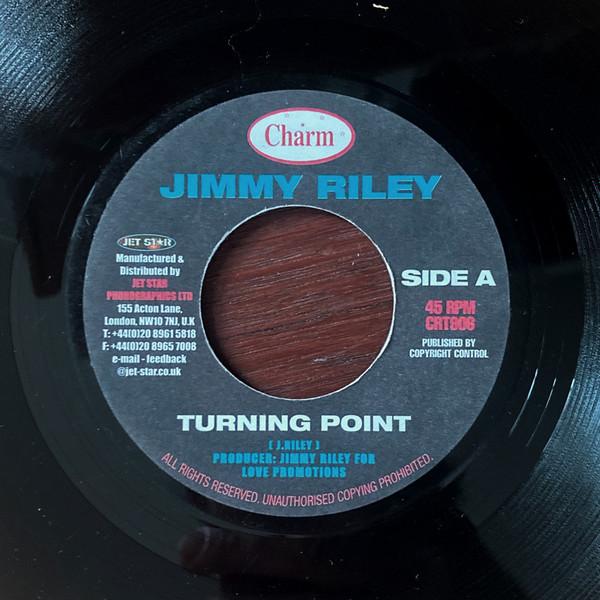 Charm
JIMMY RILEY
JET STAR
Manufactured &
Distributed by
JET STAR
PHONOGRAPHICS LTD
155 Acton Lane,
London, NW10 7NJ, U.K
T: +44(0)20 8961 5818
F: +44(0)20 8965 7008
e-mail - feedback
@jet-star.co.uk
SIDE A
45 RPM
CRT906
PUBLISHED BY
COPYRIGHT CONTROL
TURNING POINT
( J.RILEY )
PRODUCER: JIMMY RILEY FOR
LOVE PROMOTIONS
ALL RIGHTS RESERVED. UNAUTHORISED COPYING PROHIBITED.